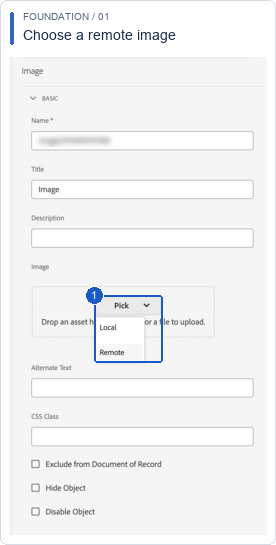 FOUNDATION / 01
Choose a remote image
Image
BASIC
Name *
Title
Image
Description
Image
1
Pick
Drop an asset h
or a file to upload.
Local
Remote
Alternate Text
CSS Class
Exclude from Document of Record
Hide Object
Disable Object